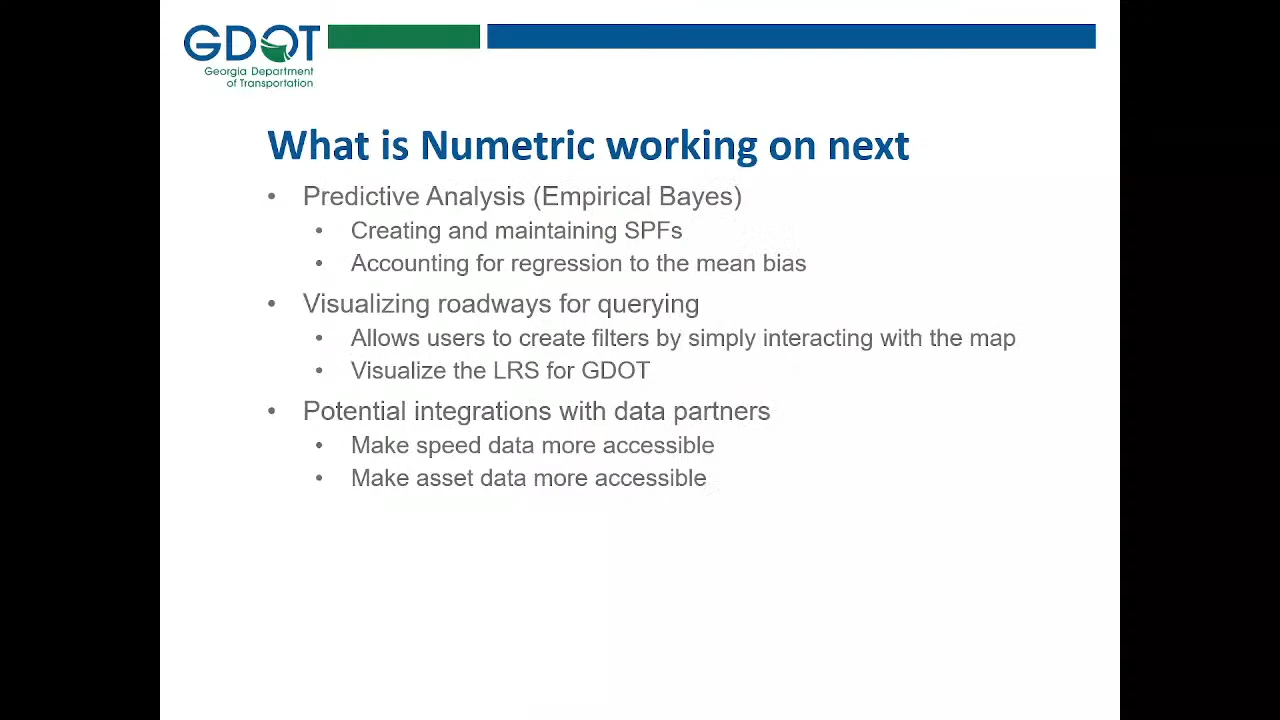 GDOT
Georgia Department
of Transportation
What is Numetric working on next
• Predictive Analysis (Empirical Bayes)
• Creating and maintaining SPFs
• Accounting for regression to the mean bias
• Visualizing roadways for querying
• Allows users to create filters by simply interacting with the map
• Visualize the LRS for GDOT
• Potential integrations with data partners
• Make speed data more accessible
• Make asset data more accessible